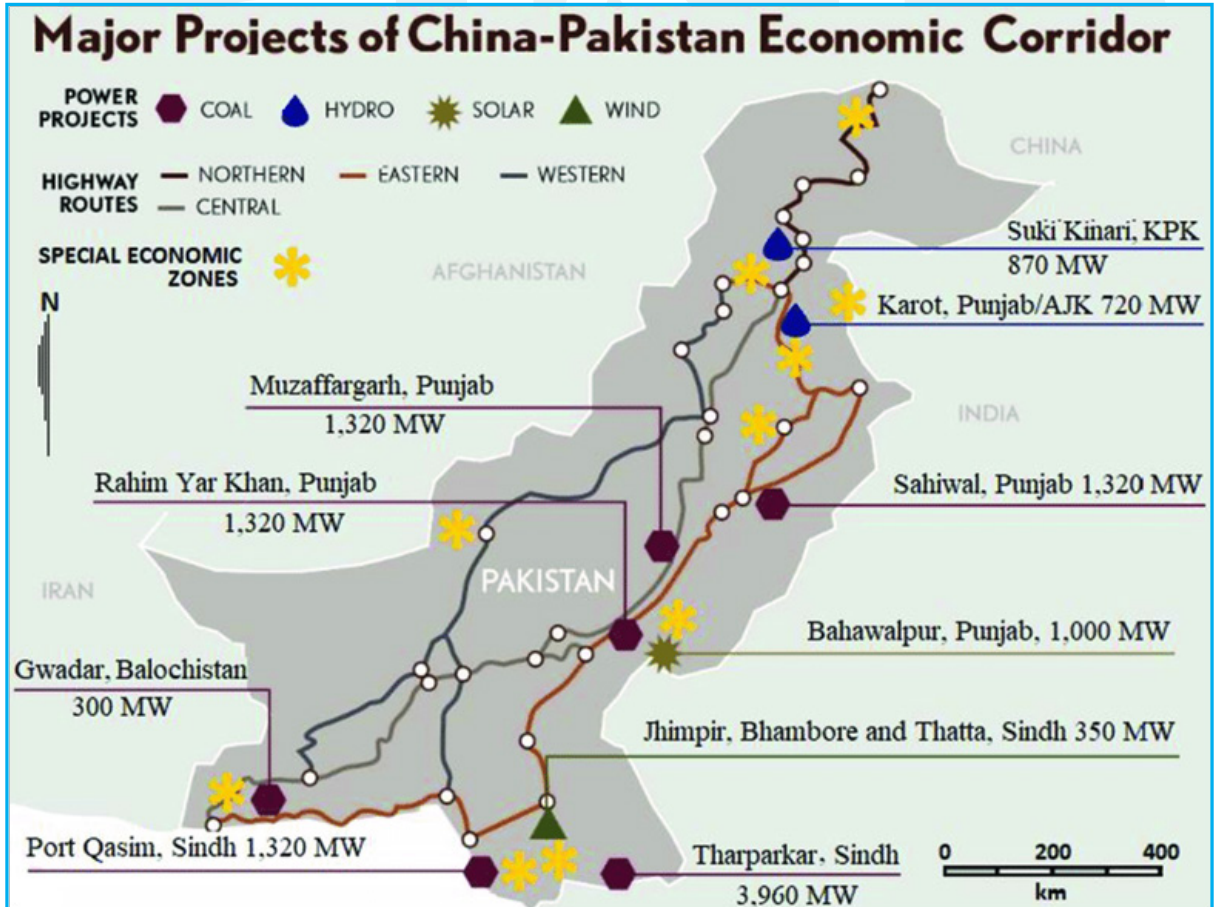 Major Projects of China-Pakistan Economic Corridor
POWER PROJECTS
COAL
HYDRO
SOLAR
WIND
HIGHWAY ROUTES
NORTHERN
EASTERN
WESTERN
CENTRAL
SPECIAL ECONOMIC ZONES
N
CHINA
AFGHANISTAN
Suki Kinari, KPK
870 MW
Karot, Punjab/AJK 720 MW
Muzaffargarh, Punjab
1,320 MW
INDIA
Rahim Yar Khan, Punjab
1,320 MW
Sahiwal, Punjab 1,320 MW
PAKISTAN
IRAN
Bahawalpur, Punjab, 1,000 MW
Gwadar, Balochistan
300 MW
Jhimpir, Bhambore and Thatta, Sindh 350 MW
Port Qasim, Sindh 1,320 MW
Tharparkar, Sindh
3,960 MW
0 200 400
km